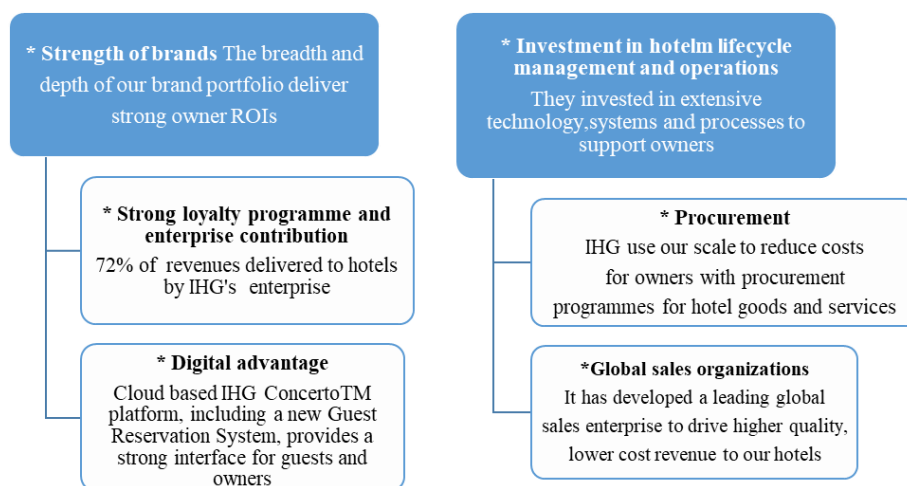 * Strength of brands The breadth and
depth of our brand portfolio deliver
strong owner ROIs
* Strong loyalty programme and
enterprise contribution
72% of revenues delivered to hotels
by IHG's enterprise
* Digital advantage
Cloud based IHG ConcertoTM
platform, including a new Guest
Reservation System, provides a
strong interface for guests and
owners
* Investment in hotelm lifecycle
management and operations
They invested in extensive
technology,systems and processes to
support owners
* Procurement
IHG use our scale to reduce costs
for owners with procurement
programmes for hotel goods and services
*Global sales organizations
It has developed a leading global
sales enterprise to drive higher quality,
lower cost revenue to our hotels